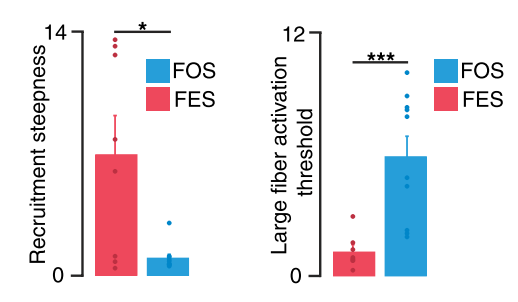 14
*
FOS
FES
Recruitment steepness
0
12
***
FOS
FES
Large fiber activation
threshold
0